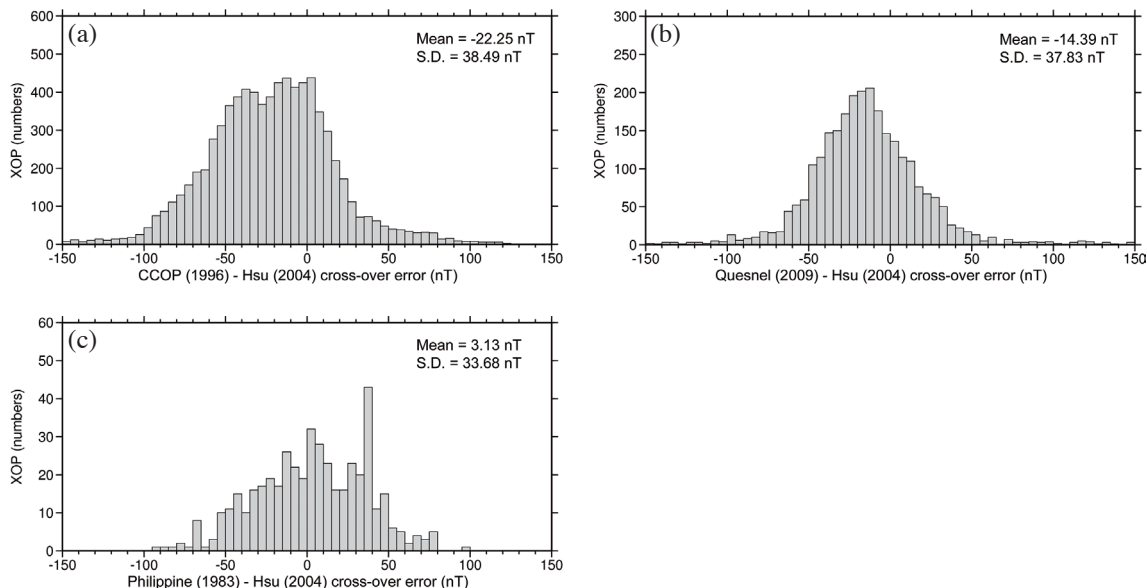 (a)
Mean = -22.25 nT
S.D. = 38.49 nT
XOP (numbers)
600
500
400
300
200
100
0
-150 -100 -50 0 50 100 150
CCOP (1996) - Hsu (2004) cross-over error (nT)
(b)
Mean = -14.39 nT
S.D. = 37.83 nT
XOP (numbers)
300
250
200
150
100
50
0
-150 -100 -50 0 50 100 150
Quesnel (2009) - Hsu (2004) cross-over error (nT)
(c)
Mean = 3.13 nT
S.D. = 33.68 nT
XOP (numbers)
60
50
40
30
20
10
0
-150 -100 -50 0 50 100 150
Philippine (1983) - Hsu (2004) cross-over error (nT)